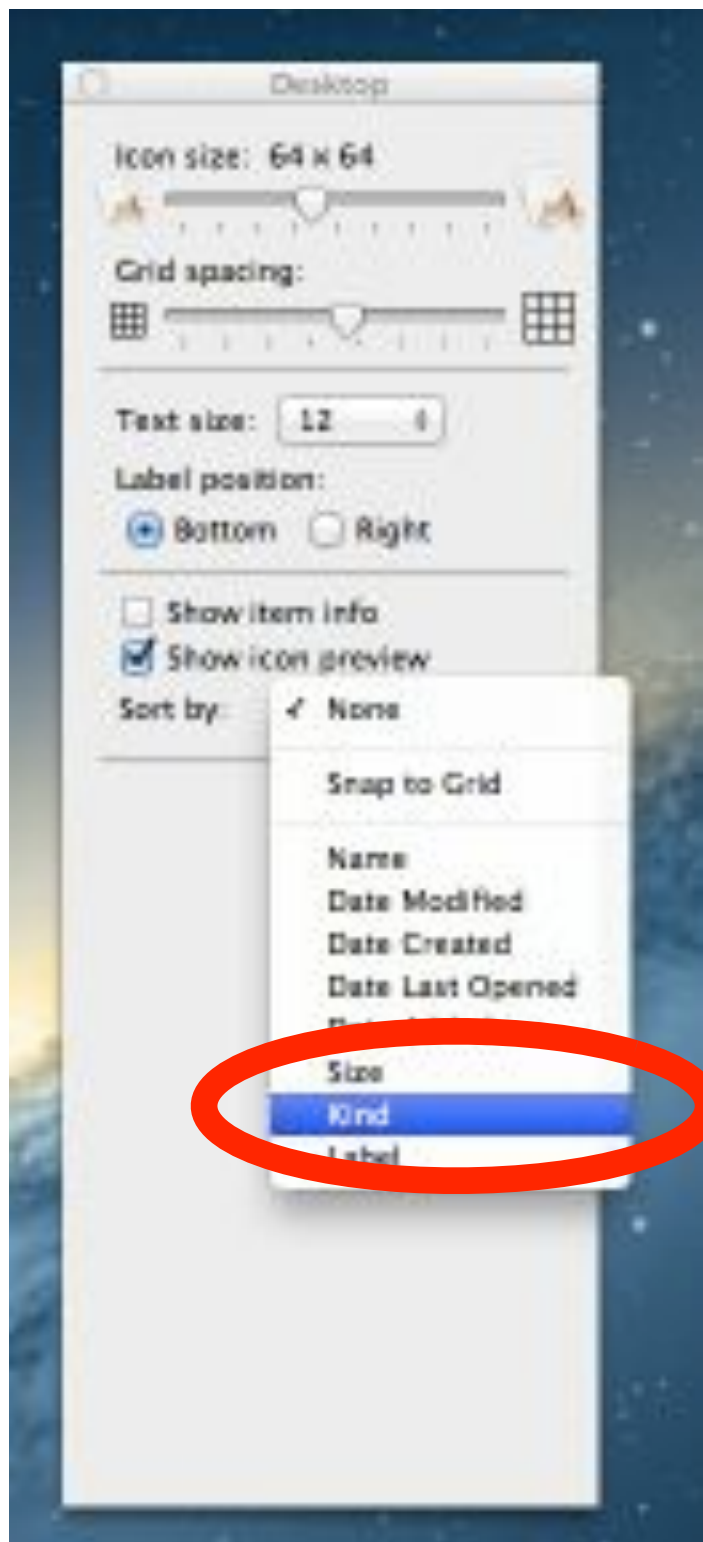 Desktop
Icon size: 64 x 64
Grid spacing:
Text size: 12
Label position:
Bottom Right
Show item info
Show icon preview
Sort by: ✓ None
Snap to Grid
Name
Date Modified
Date Created
Date Last Opened
Size
Kind
Label